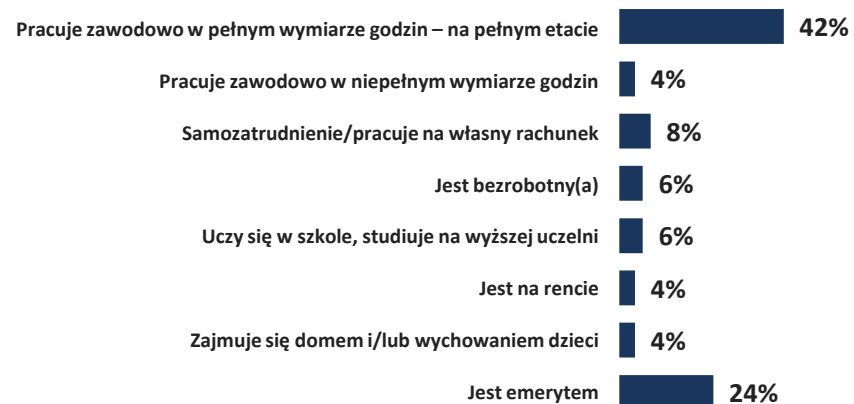 Pracuje zawodowo w pełnym wymiarze godzin – na pełnym etacie 42%
Pracuje zawodowo w niepełnym wymiarze godzin 4%
Samozatrudnienie/pracuje na własny rachunek 8%
Jest bezrobotny(a) 6%
Uczy się w szkole, studiuje na wyższej uczelni 6%
Jest na rencie 4%
Zajmuje się domem i/lub wychowaniem dzieci 4%
Jest emerytem 24%